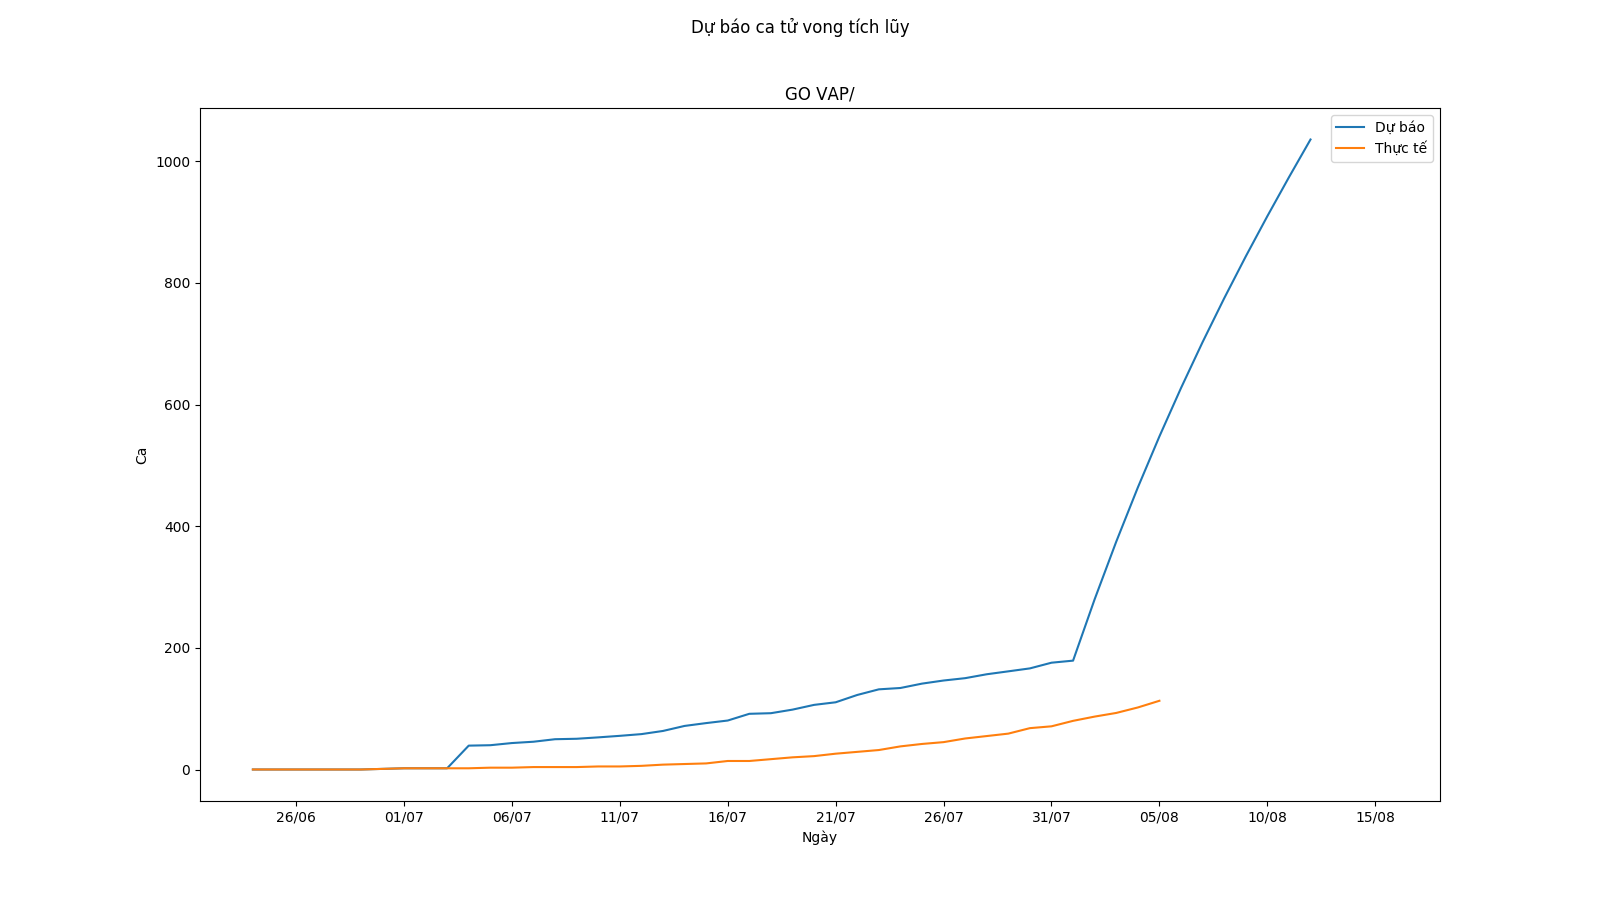 Dự báo ca tử vong tích lũy
GO VAP/
Dự báo
Thực tế
1000
800
600
400
200
0
Ca
26/06 01/07 06/07 11/07 16/07 21/07 26/07 31/07 05/08 10/08 15/08
Ngày